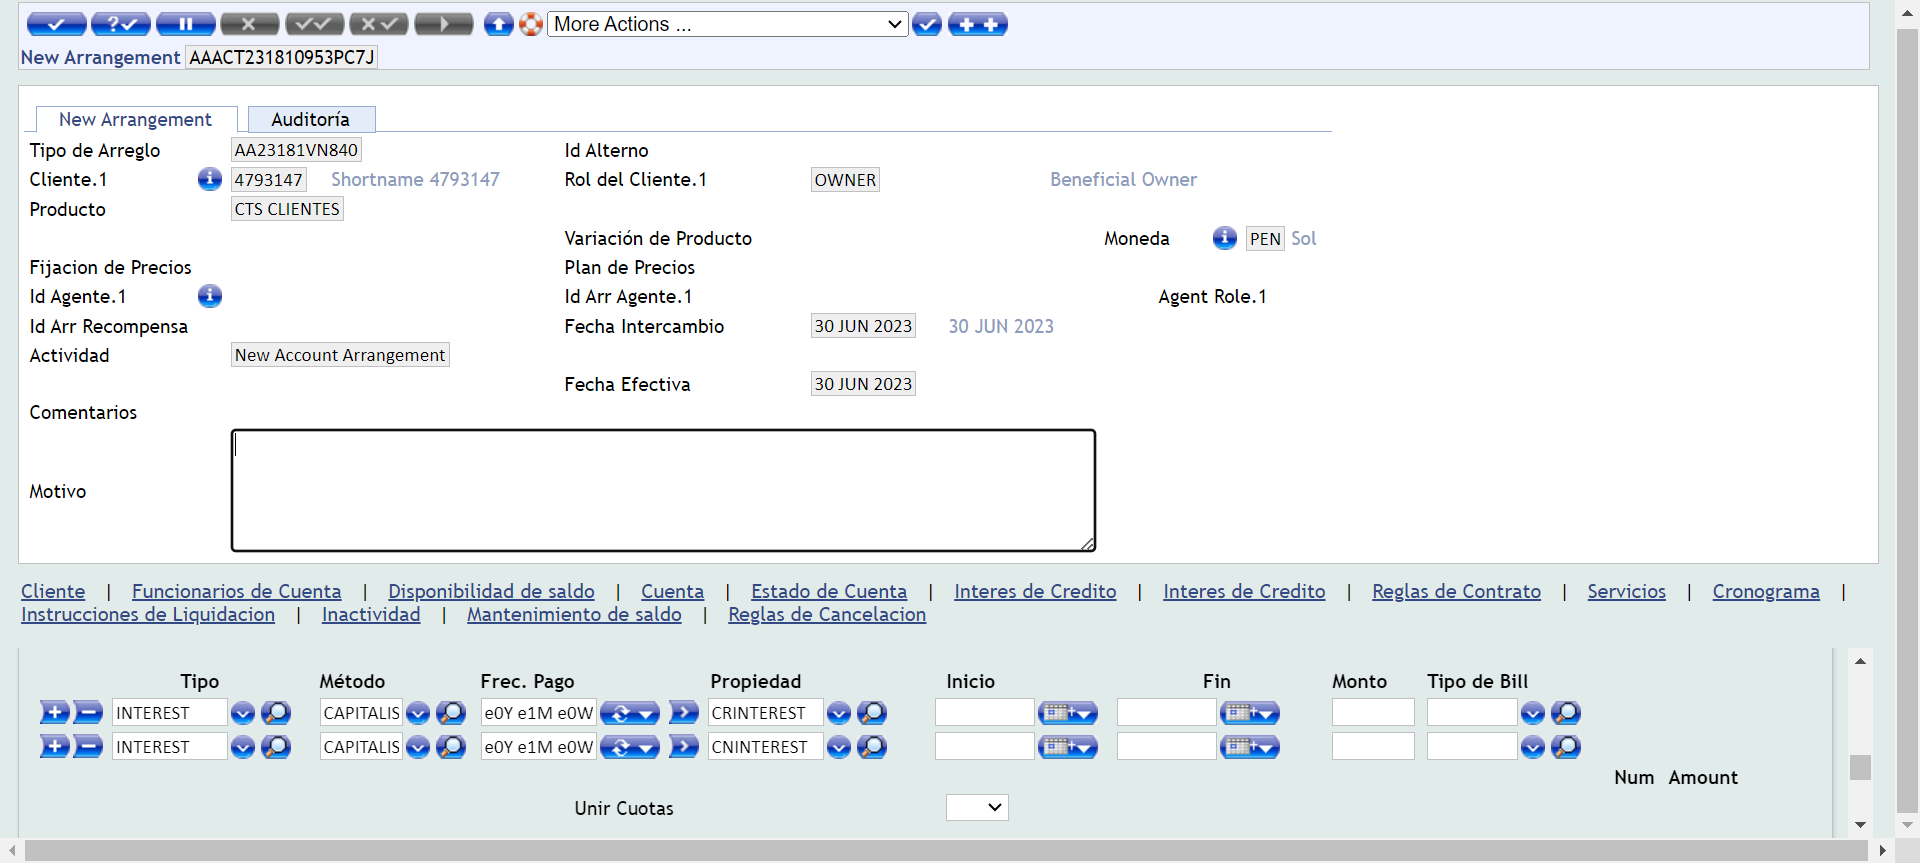 More Actions ...
New Arrangement AAACT231810953PC7J
New Arrangement Auditoría
Tipo de Arreglo AA23181VN840 Id Alterno
Cliente.1 4793147 Shortname 4793147 Rol del Cliente.1 OWNER Beneficial Owner
Producto CTS CLIENTES
Variación de Producto Moneda PEN Sol
Fijacion de Precios Plan de Precios
Id Agente.1 Id Arr Agente.1 Agent Role.1
Id Arr Recompensa Fecha Intercambio 30 JUN 2023 30 JUN 2023
Actividad New Account Arrangement
Fecha Efectiva 30 JUN 2023
Comentarios
Motivo
Cliente | Funcionarios de Cuenta | Disponibilidad de saldo | Cuenta | Estado de Cuenta | Interes de Credito | Interes de Credito | Reglas de Contrato | Servicios | Cronograma |
Instrucciones de Liquidacion | Inactividad | Mantenimiento de saldo | Reglas de Cancelacion
Tipo Método Frec. Pago Propiedad Inicio Fin Monto Tipo de Bill
INTEREST CAPITALIS e0Y e1M e0W CRINTEREST
INTEREST CAPITALIS e0Y e1M e0W CNINTEREST
Num Amount
Unir Cuotas